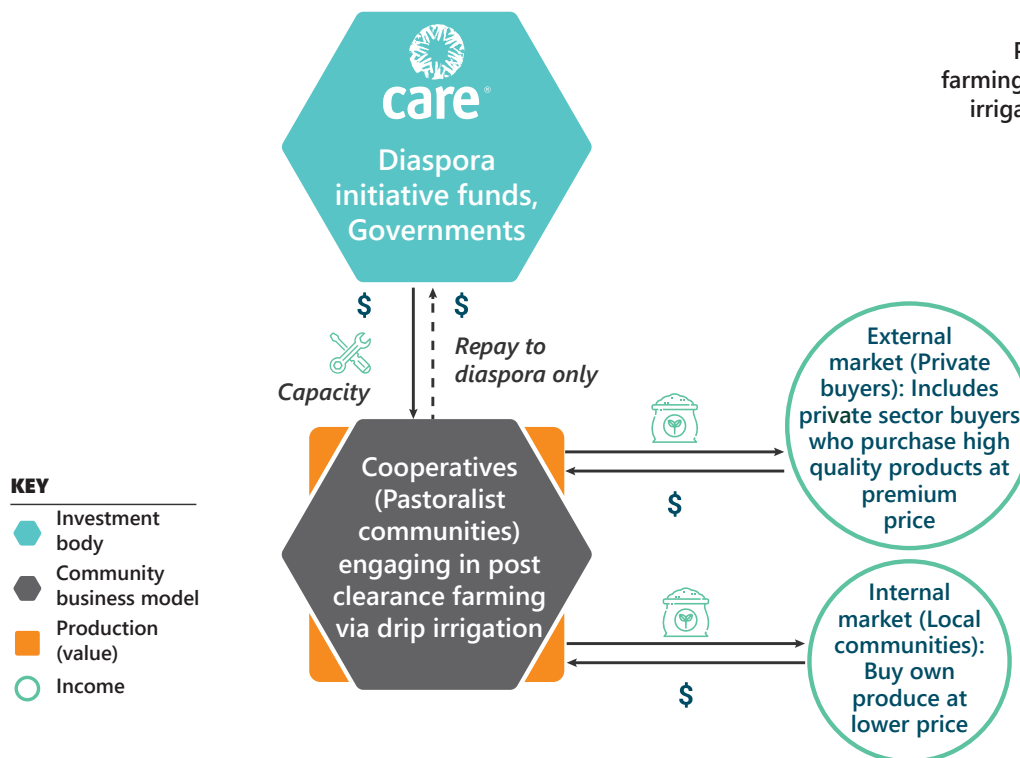 care®
Diaspora
initiative funds,
Governments
P
farming
irriga
$
$
Capacity
Repay to
diaspora only
Cooperatives
(Pastoralist
communities)
engaging in post
clearance farming
via drip irrigation
$
External
market (Private
buyers): Includes
private sector buyers
who purchase high
quality products at
premium
price
$
Internal
market (Local
communities):
Buy own
produce at
lower price
KEY
Investment
body
Community
business model
Production
(value)
Income